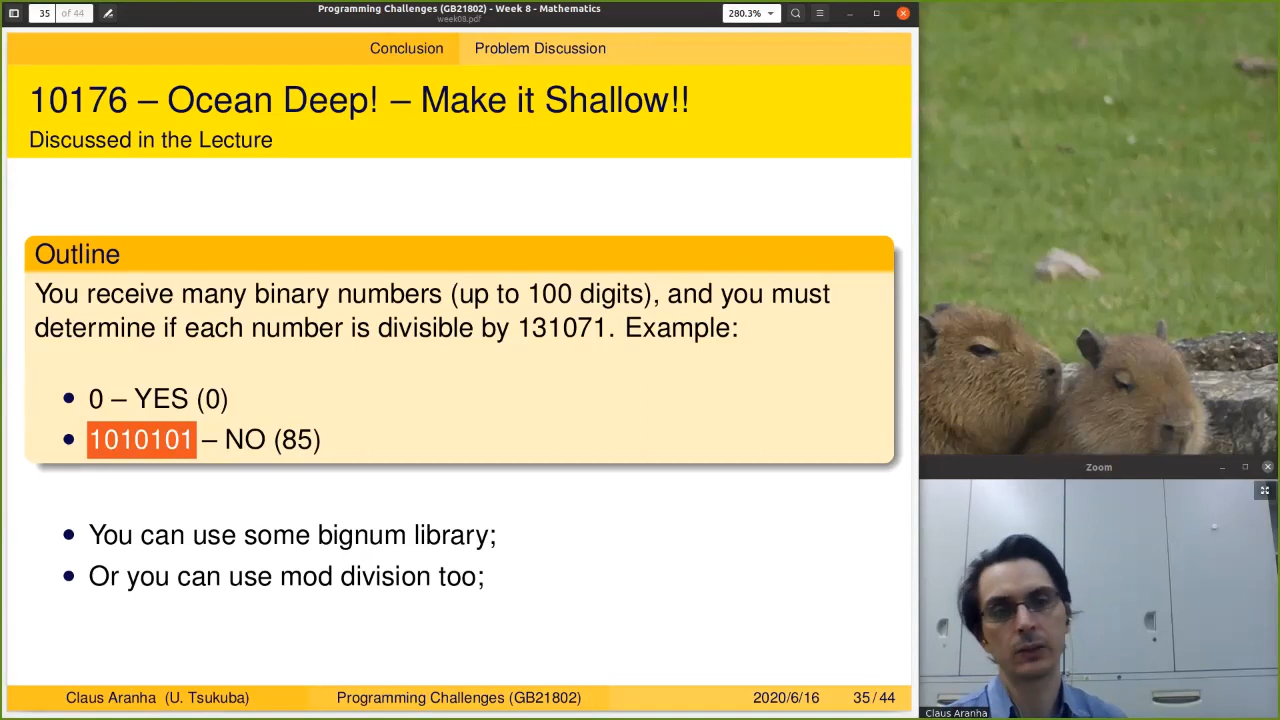 35 of 44
Programming Challenges (GB21802) - Week 8 - Mathematics
week08.pdf
280.3%
Conclusion Problem Discussion
10176 – Ocean Deep! – Make it Shallow!!
Discussed in the Lecture
Outline
You receive many binary numbers (up to 100 digits), and you must
determine if each number is divisible by 131071. Example:
• 0 – YES (0)
• 1010101 – NO (85)
• You can use some bignum library;
• Or you can use mod division too;
Claus Aranha (U. Tsukuba) Programming Challenges (GB21802) 2020/6/16 35 / 44
Zoom
Claus Aranha